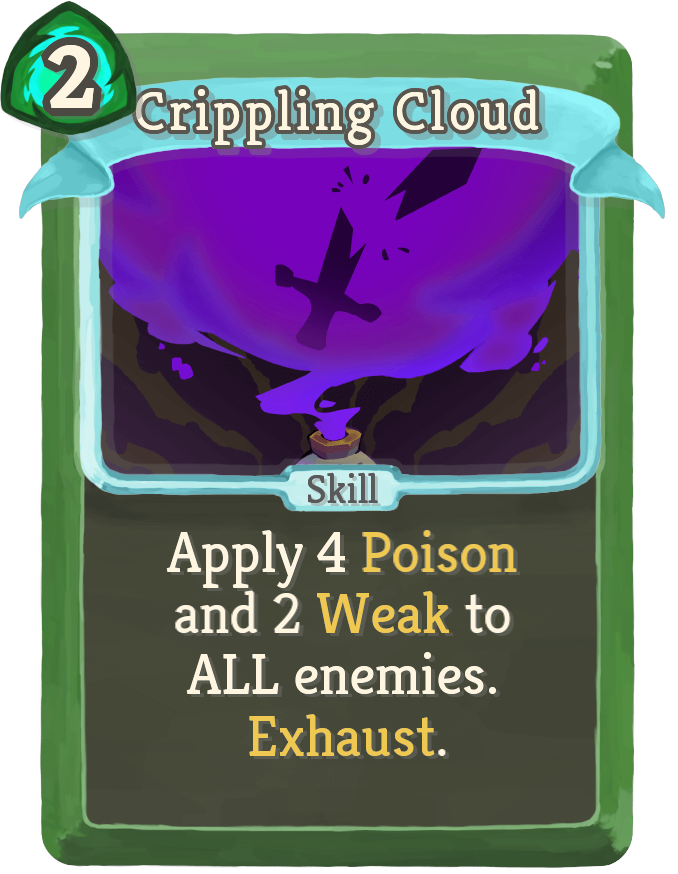 2
Crippling Cloud
Skill
Apply 4 Poison
and 2 Weak to
ALL enemies.
Exhaust.